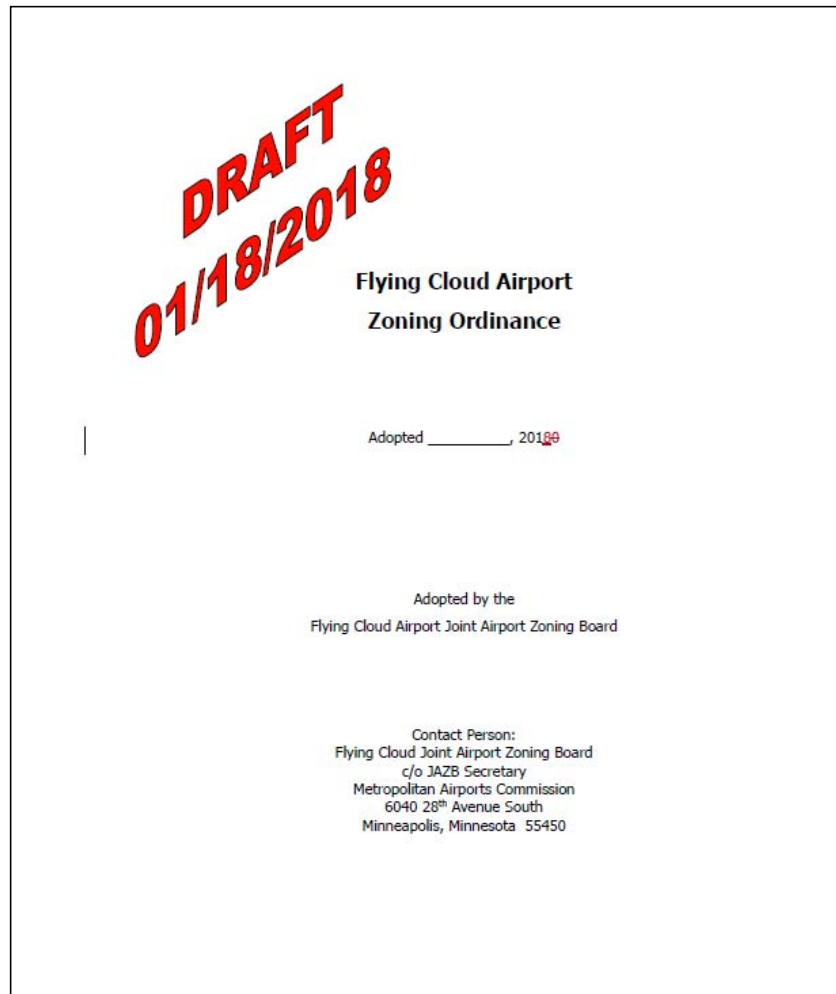 DRAFT
01/18/2018
Flying Cloud Airport
Zoning Ordinance
Adopted __________, 20180
Adopted by the
Flying Cloud Airport Joint Airport Zoning Board
Contact Person:
Flying Cloud Joint Airport Zoning Board
c/o JAZB Secretary
Metropolitan Airports Commission
6040 28th Avenue South
Minneapolis, Minnesota 55450